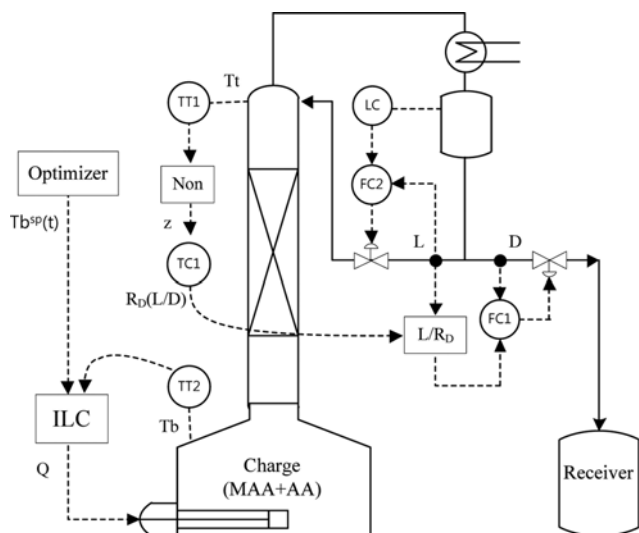 Tt
TT1
LC
Optimizer
Non
FC2
Tb^sp(t)
z
TC1
L
D
R_D(L/D)
FC1
L/R_D
TT2
ILC
Tb
Q
Charge
(MAA+AA)
Receiver